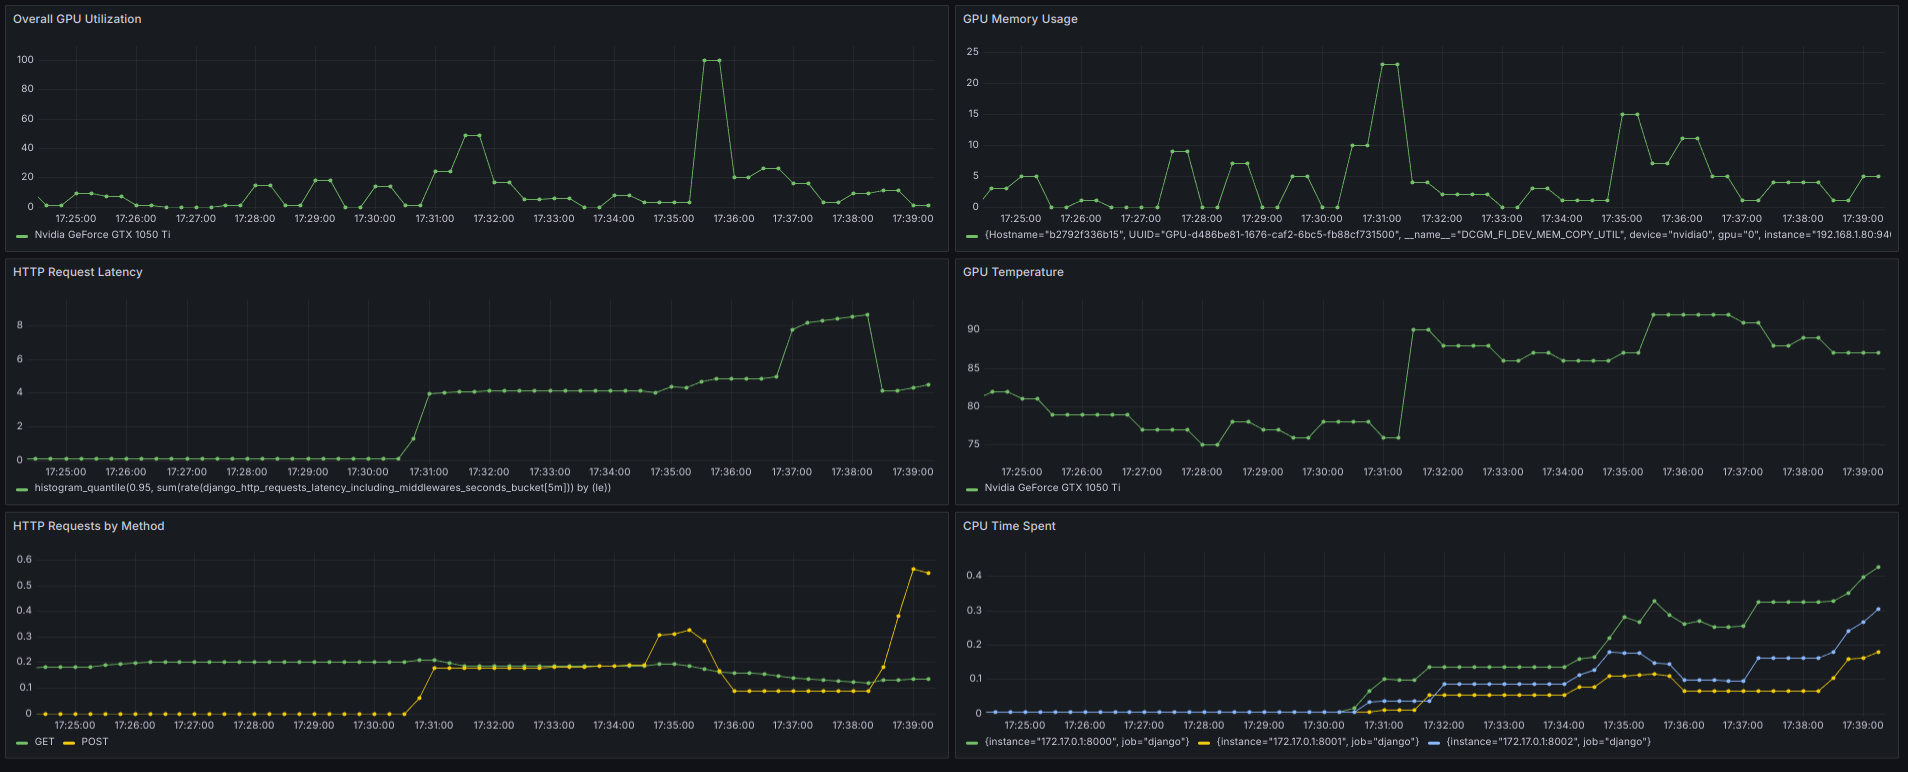 Overall GPU Utilization
100
80
60
40
20
0
17:25:00 17:26:00 17:27:00 17:28:00 17:29:00 17:30:00 17:31:00 17:32:00 17:33:00 17:34:00 17:35:00 17:36:00 17:37:00 17:38:00 17:39:00
Nvidia GeForce GTX 1050 Ti
GPU Memory Usage
25
20
15
10
5
0
17:25:00 17:26:00 17:27:00 17:28:00 17:29:00 17:30:00 17:31:00 17:32:00 17:33:00 17:34:00 17:35:00 17:36:00 17:37:00 17:38:00 17:39:00
{Hostname="b2792f336b15", UUID="GPU-d486be81-1676-caf2-6bc5-fb88cf731500", __name__="DCGM_FI_DEV_MEM_COPY_UTIL", device="nvidia0", gpu="0", instance="192.168.1.80:940
HTTP Request Latency
8
6
4
2
0
17:25:00 17:26:00 17:27:00 17:28:00 17:29:00 17:30:00 17:31:00 17:32:00 17:33:00 17:34:00 17:35:00 17:36:00 17:37:00 17:38:00 17:39:00
histogram_quantile(0.95, sum(rate(django_http_requests_latency_including_middlewares_seconds_bucket[5m])) by (le))
GPU Temperature
90
85
80
75
17:25:00 17:26:00 17:27:00 17:28:00 17:29:00 17:30:00 17:31:00 17:32:00 17:33:00 17:34:00 17:35:00 17:36:00 17:37:00 17:38:00 17:39:00
Nvidia GeForce GTX 1050 Ti
HTTP Requests by Method
0.6
0.5
0.4
0.3
0.2
0.1
0
17:25:00 17:26:00 17:27:00 17:28:00 17:29:00 17:30:00 17:31:00 17:32:00 17:33:00 17:34:00 17:35:00 17:36:00 17:37:00 17:38:00 17:39:00
GET POST
CPU Time Spent
0.4
0.3
0.2
0.1
0
17:25:00 17:26:00 17:27:00 17:28:00 17:29:00 17:30:00 17:31:00 17:32:00 17:33:00 17:34:00 17:35:00 17:36:00 17:37:00 17:38:00 17:39:00
{instance="172.17.0.1:8000", job="django"} {instance="172.17.0.1:8001", job="django"} {instance="172.17.0.1:8002", job="django"}